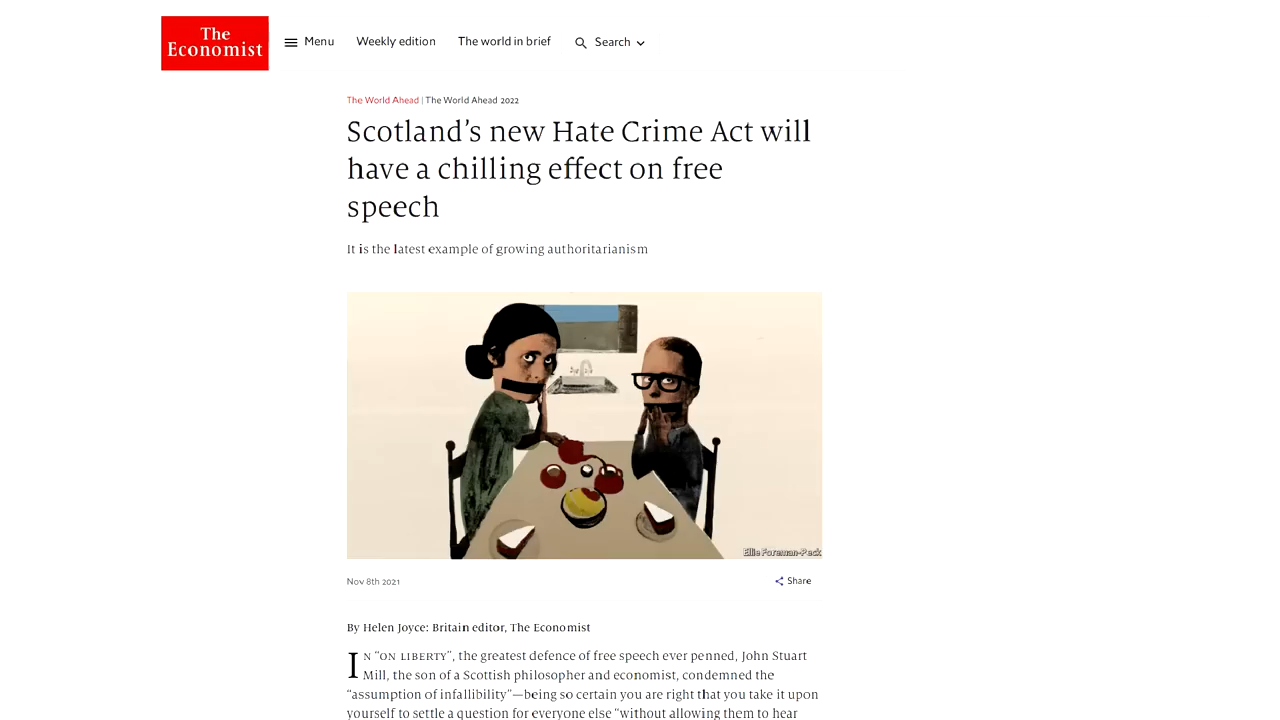 The
Economist
Menu
Weekly edition
The world in brief
Search
The World Ahead | The World Ahead 2022
Scotland’s new Hate Crime Act will
have a chilling effect on free
speech
It is the latest example of growing authoritarianism
Ellie Foreman-Peck
Nov 8th 2021
Share
By Helen Joyce: Britain editor, The Economist
IN “ON LIBERTY”, the greatest defence of free speech ever penned, John Stuart
Mill, the son of a Scottish philosopher and economist, condemned the
“assumption of infallibility”—being so certain you are right that you take it upon
yourself to settle a question for everyone else “without allowing them to hear